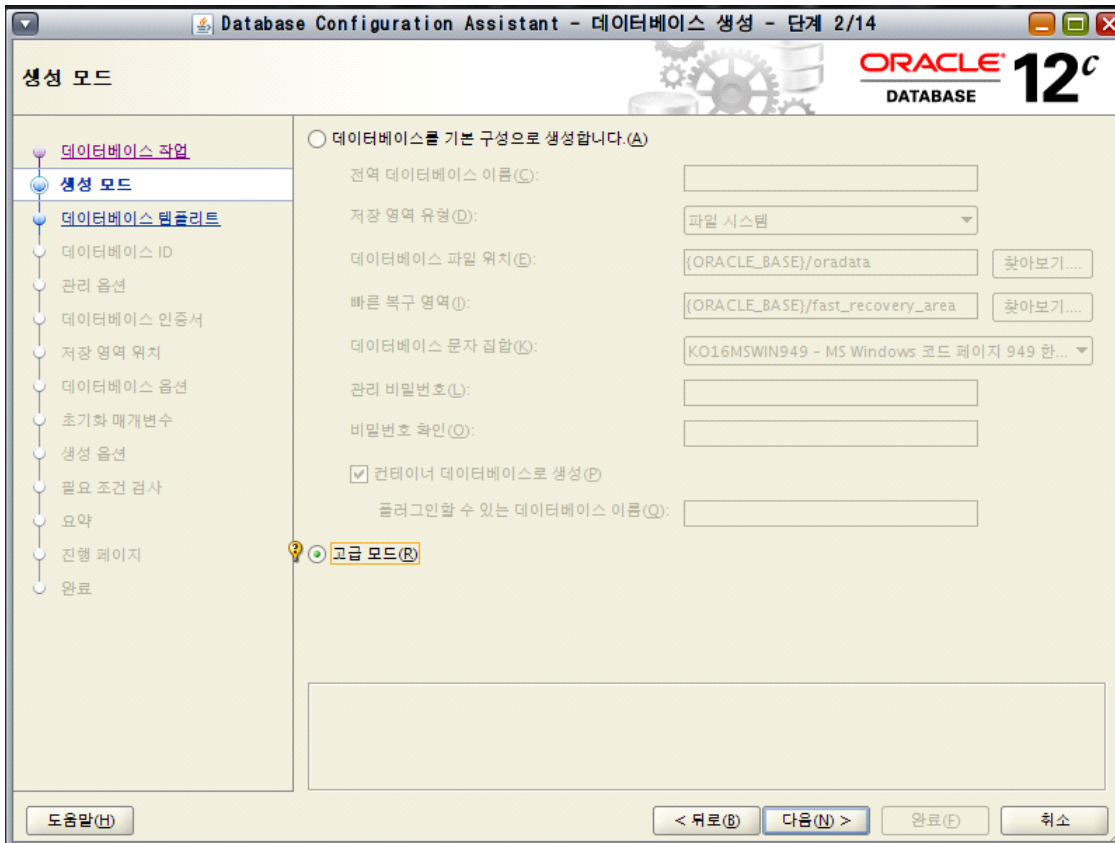 Database Configuration Assistant - 데이터베이스 생성 - 단계 2/14
생성 모드
ORACLE DATABASE 12c
데이터베이스 작업
생성 모드
데이터베이스 템플리트
데이터베이스 ID
관리 옵션
데이터베이스 인증서
저장 영역 위치
데이터베이스 옵션
초기화 매개변수
생성 옵션
필요 조건 검사
요약
진행 페이지
완료
데이터베이스를 기본 구성으로 생성합니다.(A)
전역 데이터베이스 이름(C):
저장 영역 유형(D): 파일 시스템
데이터베이스 파일 위치(E): {ORACLE_BASE}/oradata 찾아보기....
빠른 복구 영역(I): {ORACLE_BASE}/fast_recovery_area 찾아보기....
데이터베이스 문자 집합(K): KO16MSWIN949 - MS Windows 코드 페이지 949 한...
관리 비밀번호(L):
비밀번호 확인(O):
컨테이너 데이터베이스로 생성(P)
플러그인할 수 있는 데이터베이스 이름(Q):
고급 모드(R)
도움말(H) < 뒤로(B) 다음(N) > 완료(F) 취소